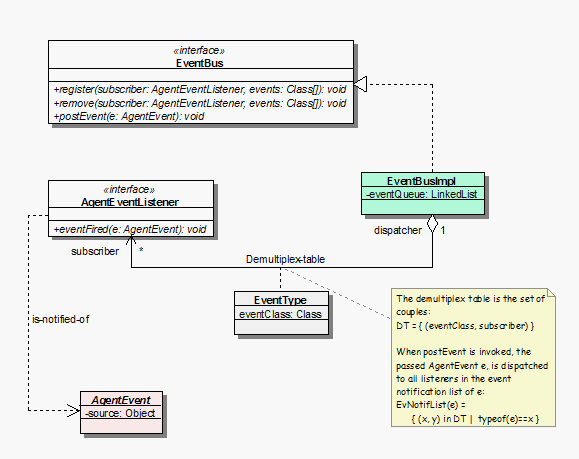 «interface»
EventBus
+register(subscriber: AgentEventListener, events: Class[]): void
+remove(subscriber: AgentEventListener, events: Class[]): void
+postEvent(e: AgentEvent): void
«interface»
AgentEventListener
+eventFired(e: AgentEvent): void
EventBusImpl
-eventQueue: LinkedList
dispatcher
1
subscriber
*
Demultiplex-table
EventType
eventClass: Class
is-notified-of
AgentEvent
-source: Object
The demultiplex table is the set of
couples:
DT = { (eventClass, subscriber) }
When postEvent is invoked, the
passed AgentEvent e, is dispatched
to all listeners in the event
notification list of e:
EvNotifList(e) =
{ (x, y) in DT | typeof(e)==x }